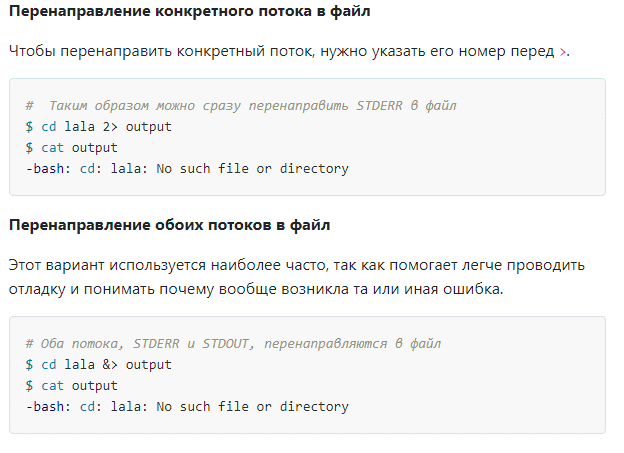 Перенаправление конкретного потока в файл
Чтобы перенаправить конкретный поток, нужно указать его номер перед >.
#  Таким образом можно сразу перенаправить STDERR в файл
$ cd lala 2> output
$ cat output
-bash: cd: lala: No such file or directory
Перенаправление обоих потоков в файл
Этот вариант используется наиболее часто, так как помогает легче проводить
отладку и понимать почему вообще возникла та или иная ошибка.
# Оба потока, STDERR и STDOUT, перенаправляются в файл
$ cd lala &> output
$ cat output
-bash: cd: lala: No such file or directory